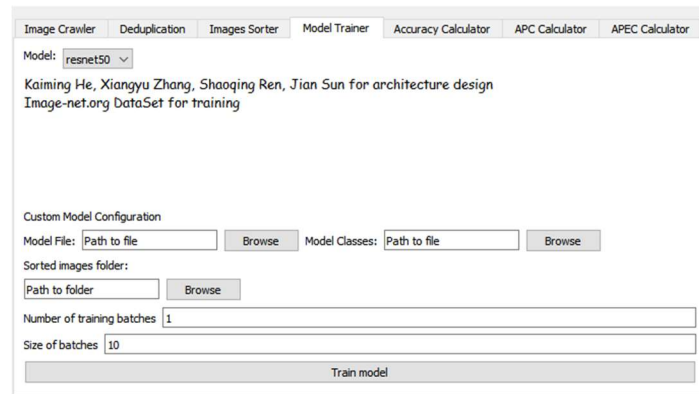 Image Crawler Deduplication Images Sorter Model Trainer Accuracy Calculator APC Calculator APEC Calculator
Model: resnet50
Kaiming He, Xiangyu Zhang, Shaoqing Ren, Jian Sun for architecture design
Image-net.org DataSet for training
Custom Model Configuration
Model File: Path to file Browse Model Classes: Path to file Browse
Sorted images folder:
Path to folder Browse
Number of training batches 1
Size of batches 10
Train model